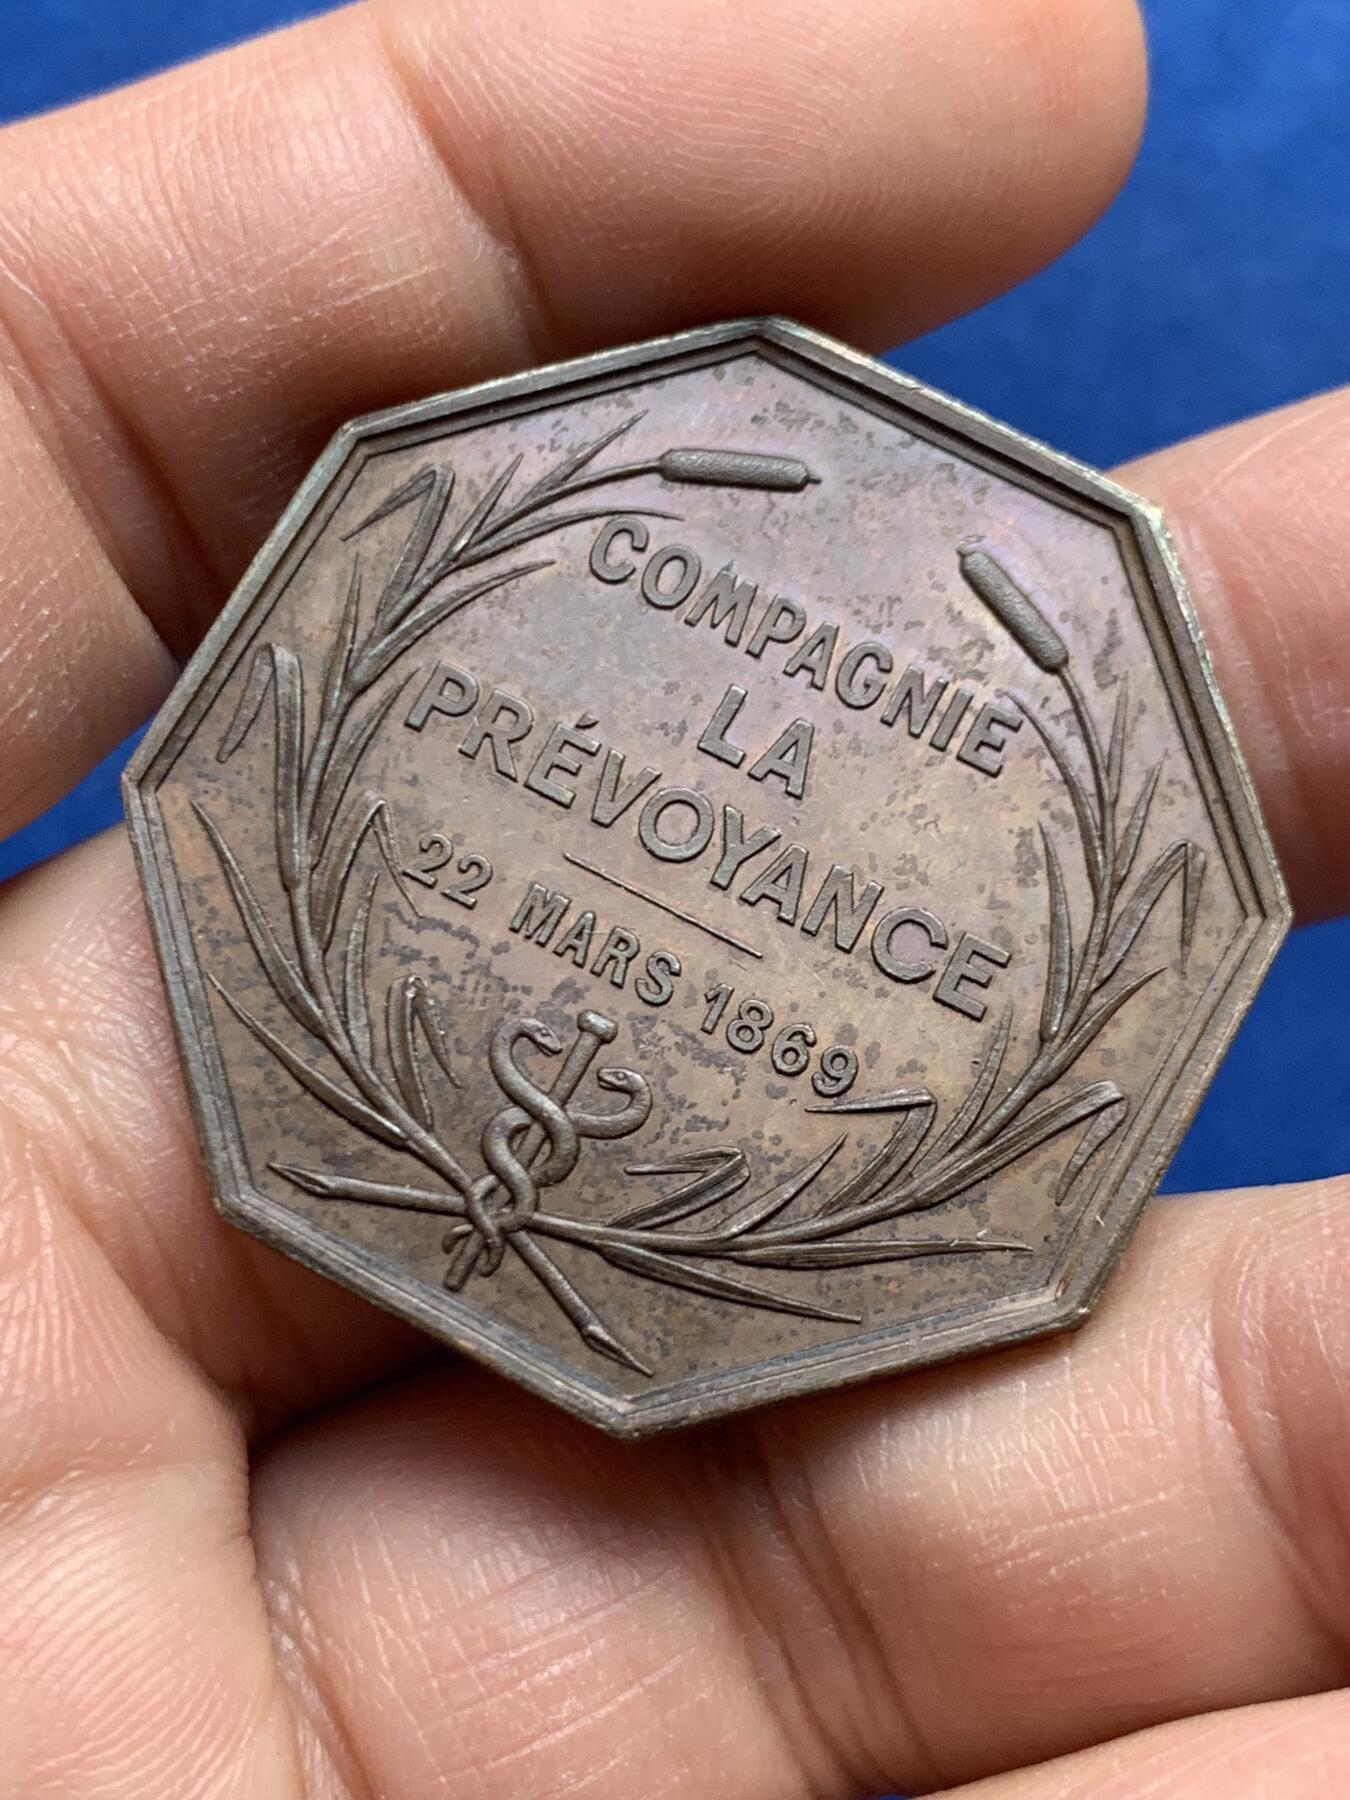 COMPAGNIE
LA
PRÉVOYANCE
22 MARS 1869